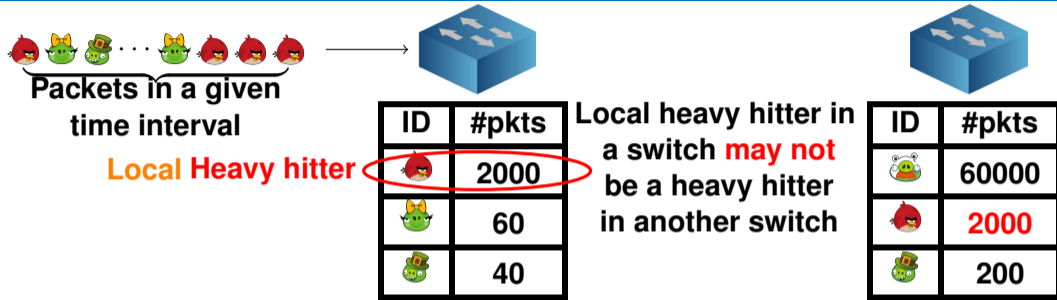 Packets in a given
time interval
Local Heavy hitter
ID #pkts
2000
60
40
Local heavy hitter in
a switch may not
be a heavy hitter
in another switch
ID #pkts
60000
2000
200